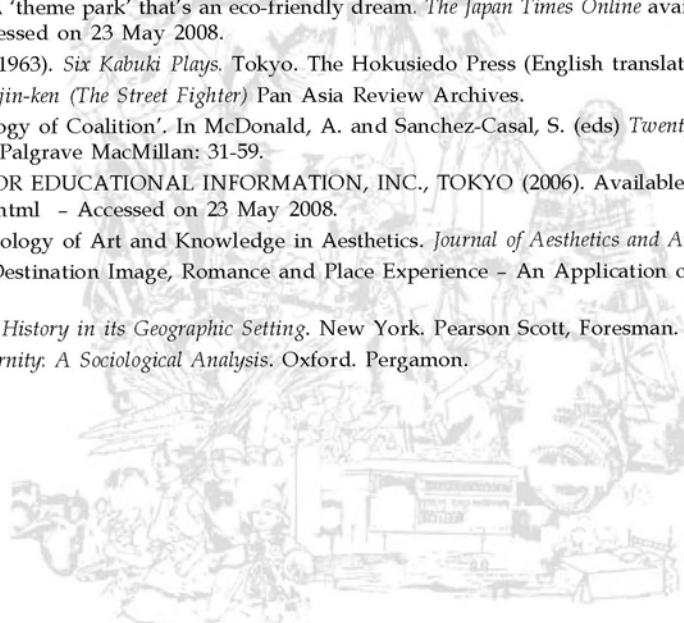 ‘theme park’ that’s an eco-friendly dream. The Japan Times Online avai
essed on 23 May 2008.
1963). Six Kabuki Plays. Tokyo. The Hokusiedo Press (English translat
jin-ken (The Street Fighter) Pan Asia Review Archives.
ogy of Coalition’. In McDonald, A. and Sanchez-Casal, S. (eds) Twent
Palgrave MacMillan: 31-59.
OR EDUCATIONAL INFORMATION, INC., TOKYO (2006). Available
html – Accessed on 23 May 2008.
ology of Art and Knowledge in Aesthetics. Journal of Aesthetics and A
Destination Image, Romance and Place Experience – An Application o
History in its Geographic Setting. New York. Pearson Scott, Foresman.
rnity: A Sociological Analysis. Oxford. Pergamon.